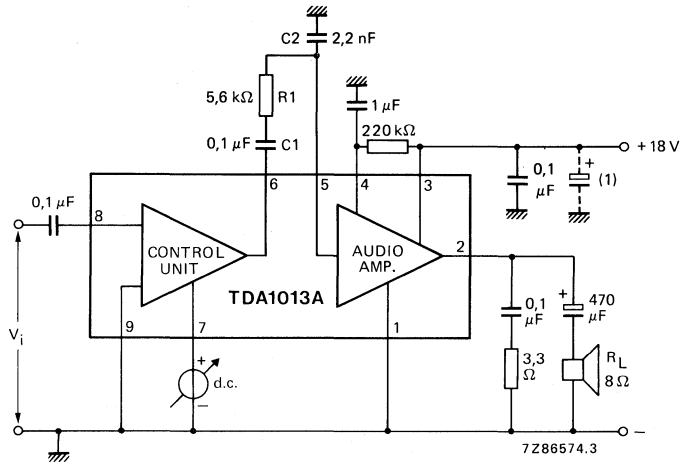 C2
2,2 nF
5,6 kΩ
R1
1 µF
220 kΩ
0,1 µF
C1
+ 18 V
0,1
µF
+
(1)
6
5
4
3
0,1 µF
8
CONTROL
UNIT
AUDIO
AMP.
2
TDA1013A
9
7
1
Vi
+
d.c.
–
0,1
µF
+
470
µF
3,3
Ω
RL
8 Ω
–
7Z86574.3